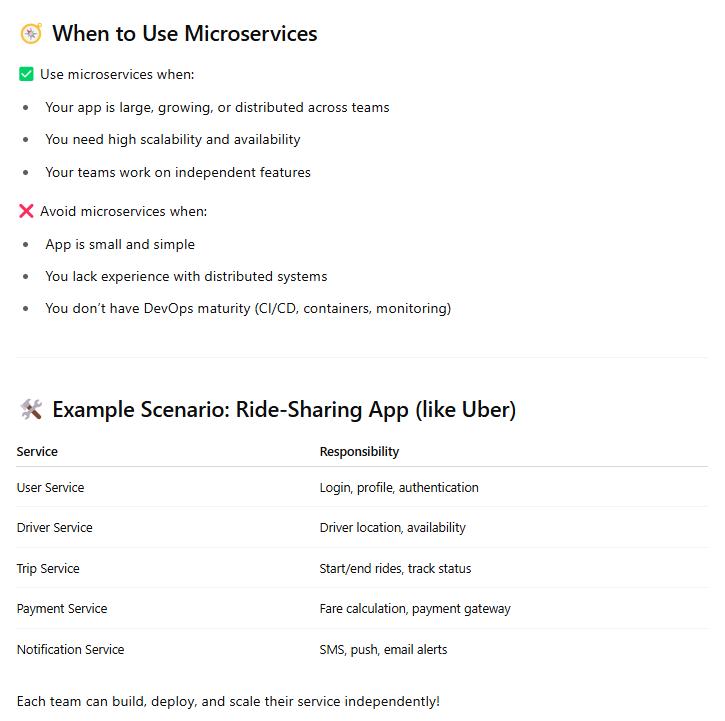 When to Use Microservices
Use microservices when:
Your app is large, growing, or distributed across teams
You need high scalability and availability
Your teams work on independent features
Avoid microservices when:
App is small and simple
You lack experience with distributed systems
You don't have DevOps maturity (CI/CD, containers, monitoring)
Example Scenario: Ride-Sharing App (like Uber)
Service Responsibility
User Service Login, profile, authentication
Driver Service Driver location, availability
Trip Service Start/end rides, track status
Payment Service Fare calculation, payment gateway
Notification Service SMS, push, email alerts
Each team can build, deploy, and scale their service independently!